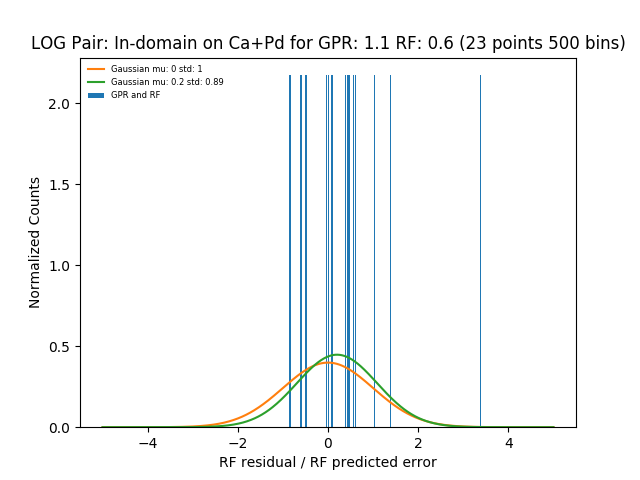 LOG Pair: In-domain on Ca+Pd for GPR: 1.1 RF: 0.6 (23 points 500 bins)
Gaussian mu: 0 std: 1
Gaussian mu: 0.2 std: 0.89
GPR and RF
2.0
1.5
1.0
0.5
0.0
Normalized Counts
−4 −2 0 2 4
RF residual / RF predicted error